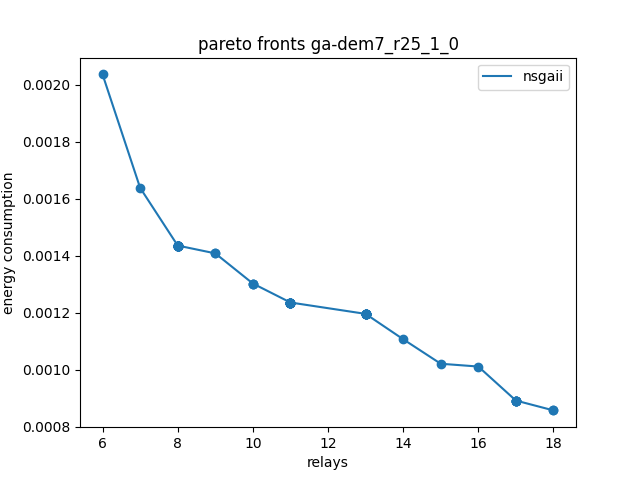 pareto fronts ga-dem7_r25_1_0
nsgaii
energy consumption
0.0020
0.0018
0.0016
0.0014
0.0012
0.0010
0.0008
6 8 10 12 14 16 18
relays